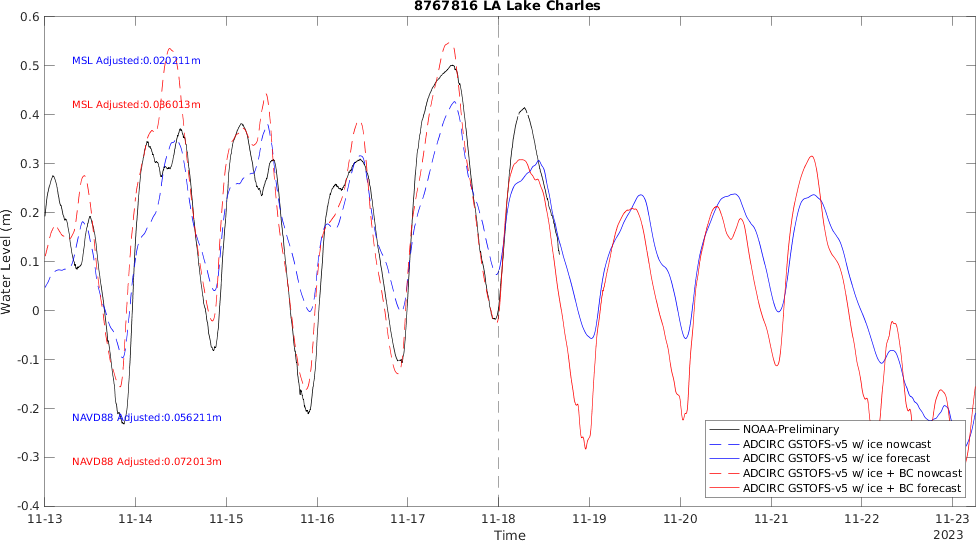 8767816 LA Lake Charles
0.6
0.5
0.4
0.3
0.2
0.1
0
-0.1
-0.2
-0.3
-0.4
Water Level (m)
MSL Adjusted:0.020211m
MSL Adjusted:0.036013m
NAVD88 Adjusted:0.056211m
NAVD88 Adjusted:0.072013m
NOAA-Preliminary
ADCIRC GSTOFS-v5 w/ ice nowcast
ADCIRC GSTOFS-v5 w/ ice forecast
ADCIRC GSTOFS-v5 w/ ice + BC nowcast
ADCIRC GSTOFS-v5 w/ ice + BC forecast
11-13 11-14 11-15 11-16 11-17 11-18 11-19 11-20 11-21 11-22 11-23
Time
2023